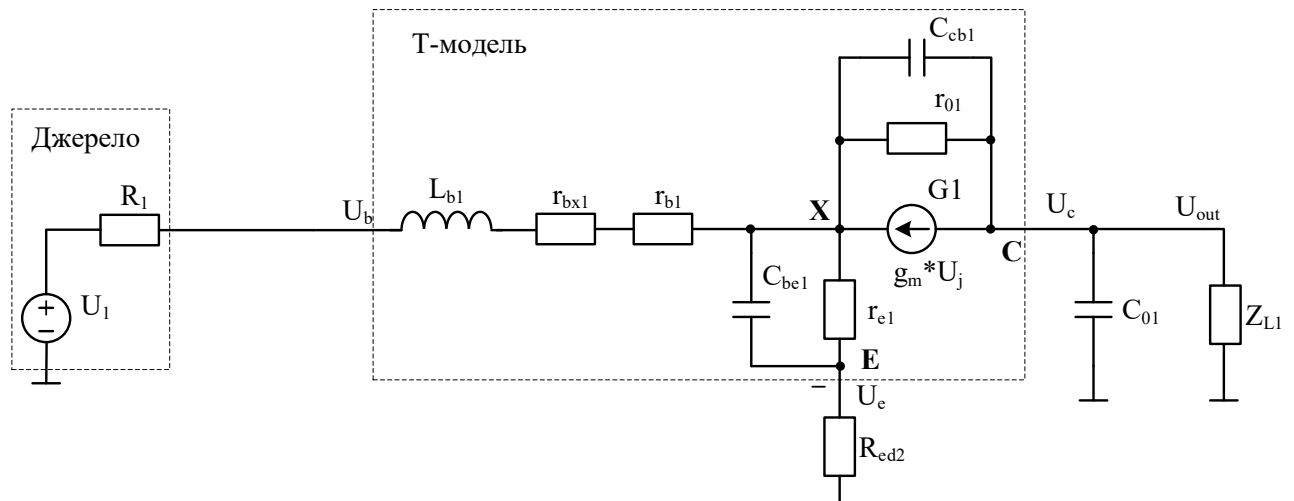 Т-модель
C_cb1
r_01
Джерело
R_1
L_b1
r_bx1
r_b1
G1
U_b
X
U_c
U_out
C
g_m*U_j
C_be1
r_e1
+
−
U_1
C_01
Z_L1
E
−
U_e
R_ed2